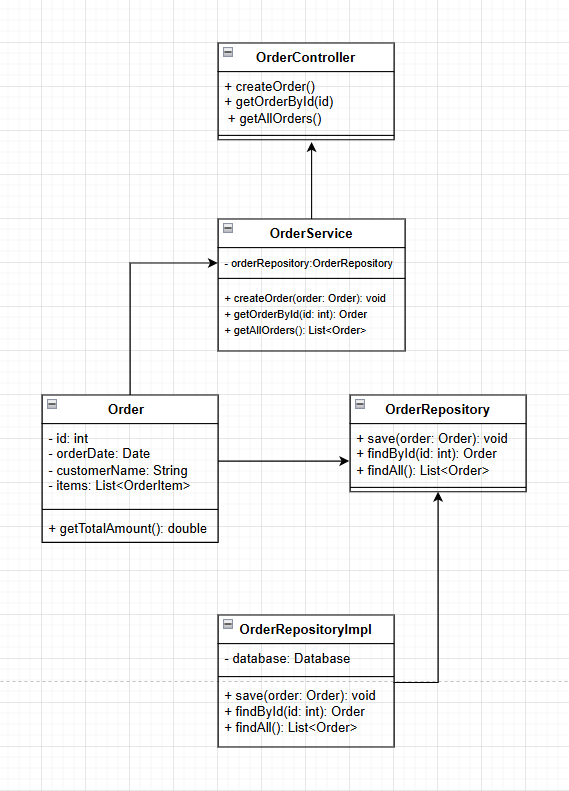 OrderController
+ createOrder()
+ getOrderById(id)
+ getAllOrders()
OrderService
- orderRepository:OrderRepository
+ createOrder(order: Order): void
+ getOrderById(id: int): Order
+ getAllOrders(): List<Order>
Order
- id: int
- orderDate: Date
- customerName: String
- items: List<OrderItem>
+ getTotalAmount(): double
OrderRepository
+ save(order: Order): void
+ findById(id: int): Order
+ findAll(): List<Order>
OrderRepositoryImpl
- database: Database
+ save(order: Order): void
+ findById(id: int): Order
+ findAll(): List<Order>